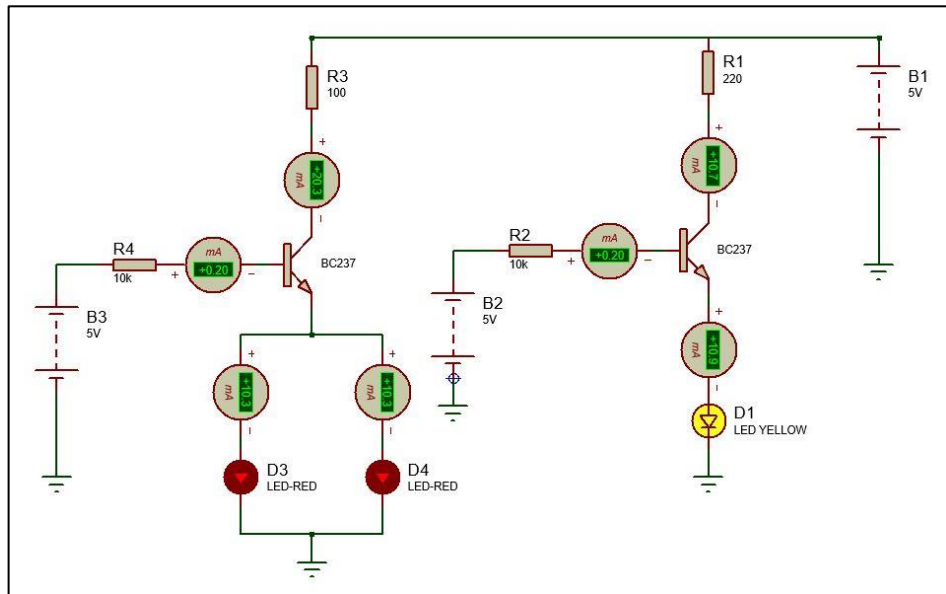 R3
100
R1
220
B1
5V
+
mA
+20.3
−
+
mA
+10.7
−
R4
10k
+
mA
+0.20
−
BC237
R2
10k
+
mA
+0.20
−
BC237
B3
5V
B2
5V
+
mA
+10.3
−
+
mA
+10.3
−
+
mA
+10.9
−
D3
LED-RED
D4
LED-RED
D1
LED YELLOW